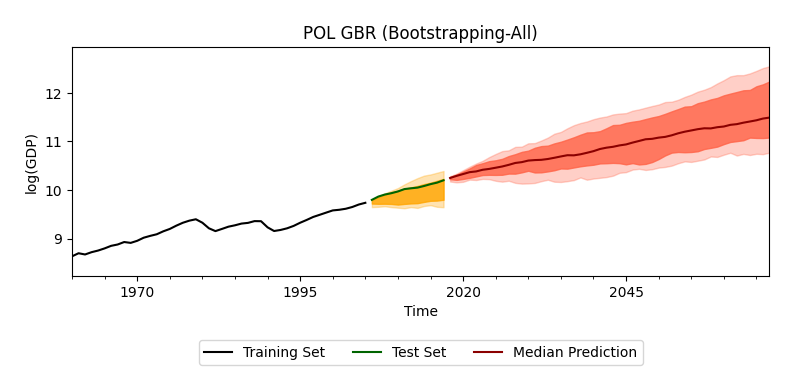 POL GBR (Bootstrapping-All)
12
11
10
9
log(GDP)
1970 1995 2020 2045
Time
Training Set Test Set Median Prediction